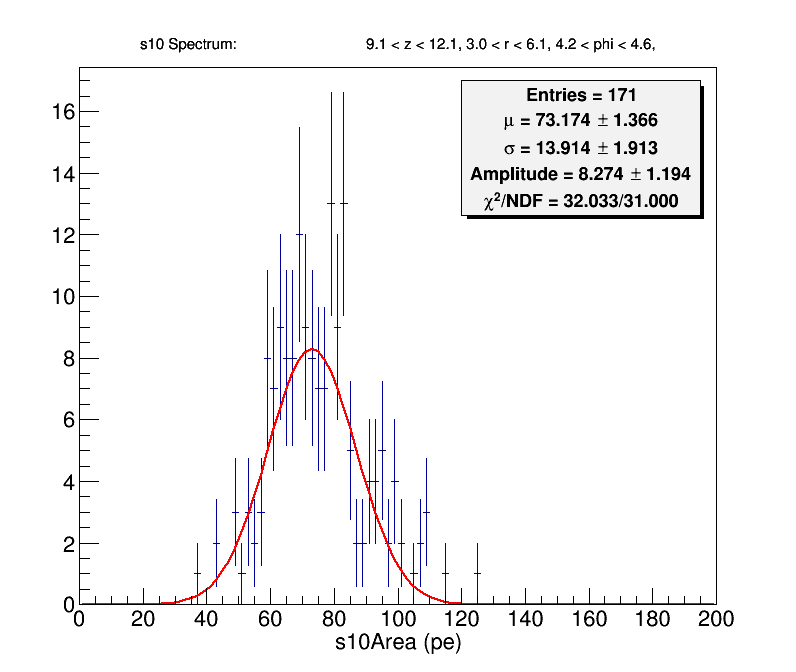 s10 Spectrum: 9.1 < z < 12.1, 3.0 < r < 6.1, 4.2 < phi < 4.6,
Entries = 171
μ = 73.174 ± 1.366
σ = 13.914 ± 1.913
Amplitude = 8.274 ± 1.194
χ²/NDF = 32.033/31.000
16
14
12
10
8
6
4
2
0
0 20 40 60 80 100 120 140 160 180 200
s10Area (pe)